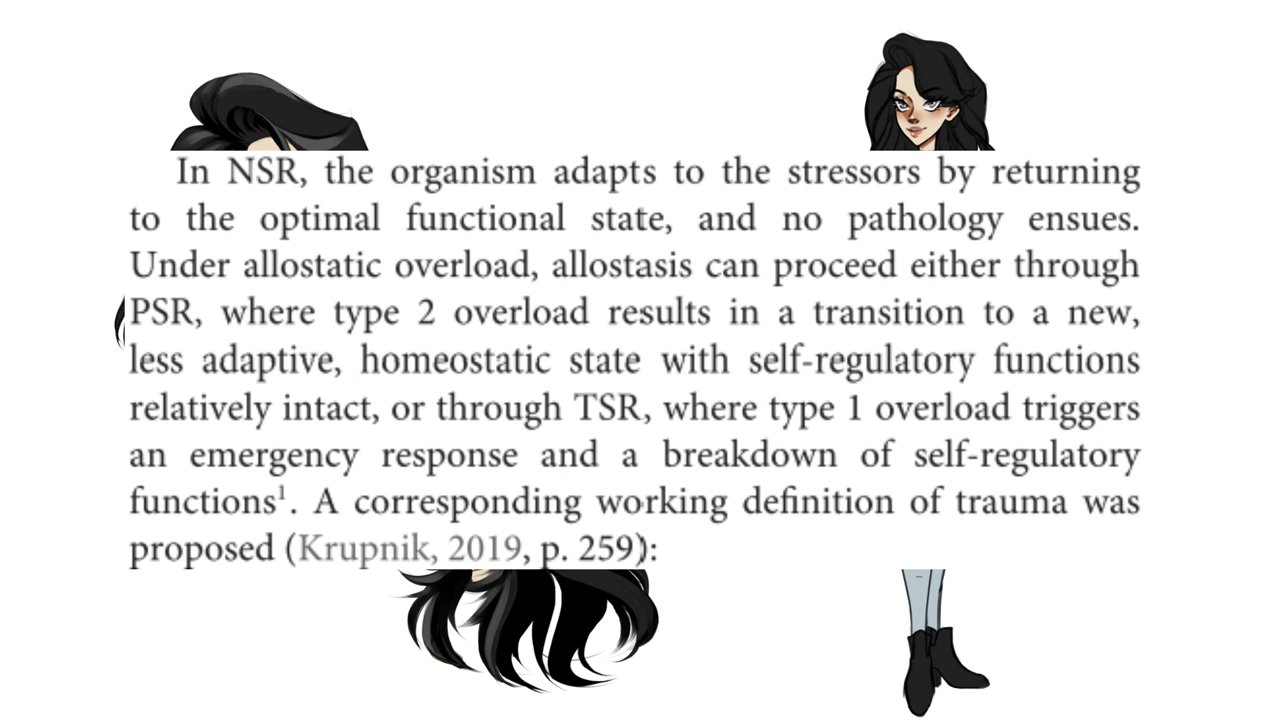 In NSR, the organism adapts to the stressors by returning
to the optimal functional state, and no pathology ensues.
Under allostatic overload, allostasis can proceed either through
PSR, where type 2 overload results in a transition to a new,
less adaptive, homeostatic state with self-regulatory functions
relatively intact, or through TSR, where type 1 overload triggers
an emergency response and a breakdown of self-regulatory
functions¹. A corresponding working definition of trauma was
proposed (Krupnik, 2019, p. 259):